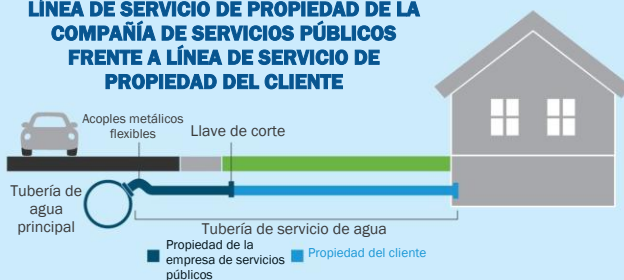 LÍNEA DE SERVICIO DE PROPIEDAD DE LA
COMPAÑÍA DE SERVICIOS PÚBLICOS
FRENTE A LÍNEA DE SERVICIO DE
PROPIEDAD DEL CLIENTE
Acoples metálicos
flexibles
Llave de corte
Tubería de
agua
principal
Tubería de servicio de agua
Propiedad de la
empresa de servicios
públicos
Propiedad del cliente